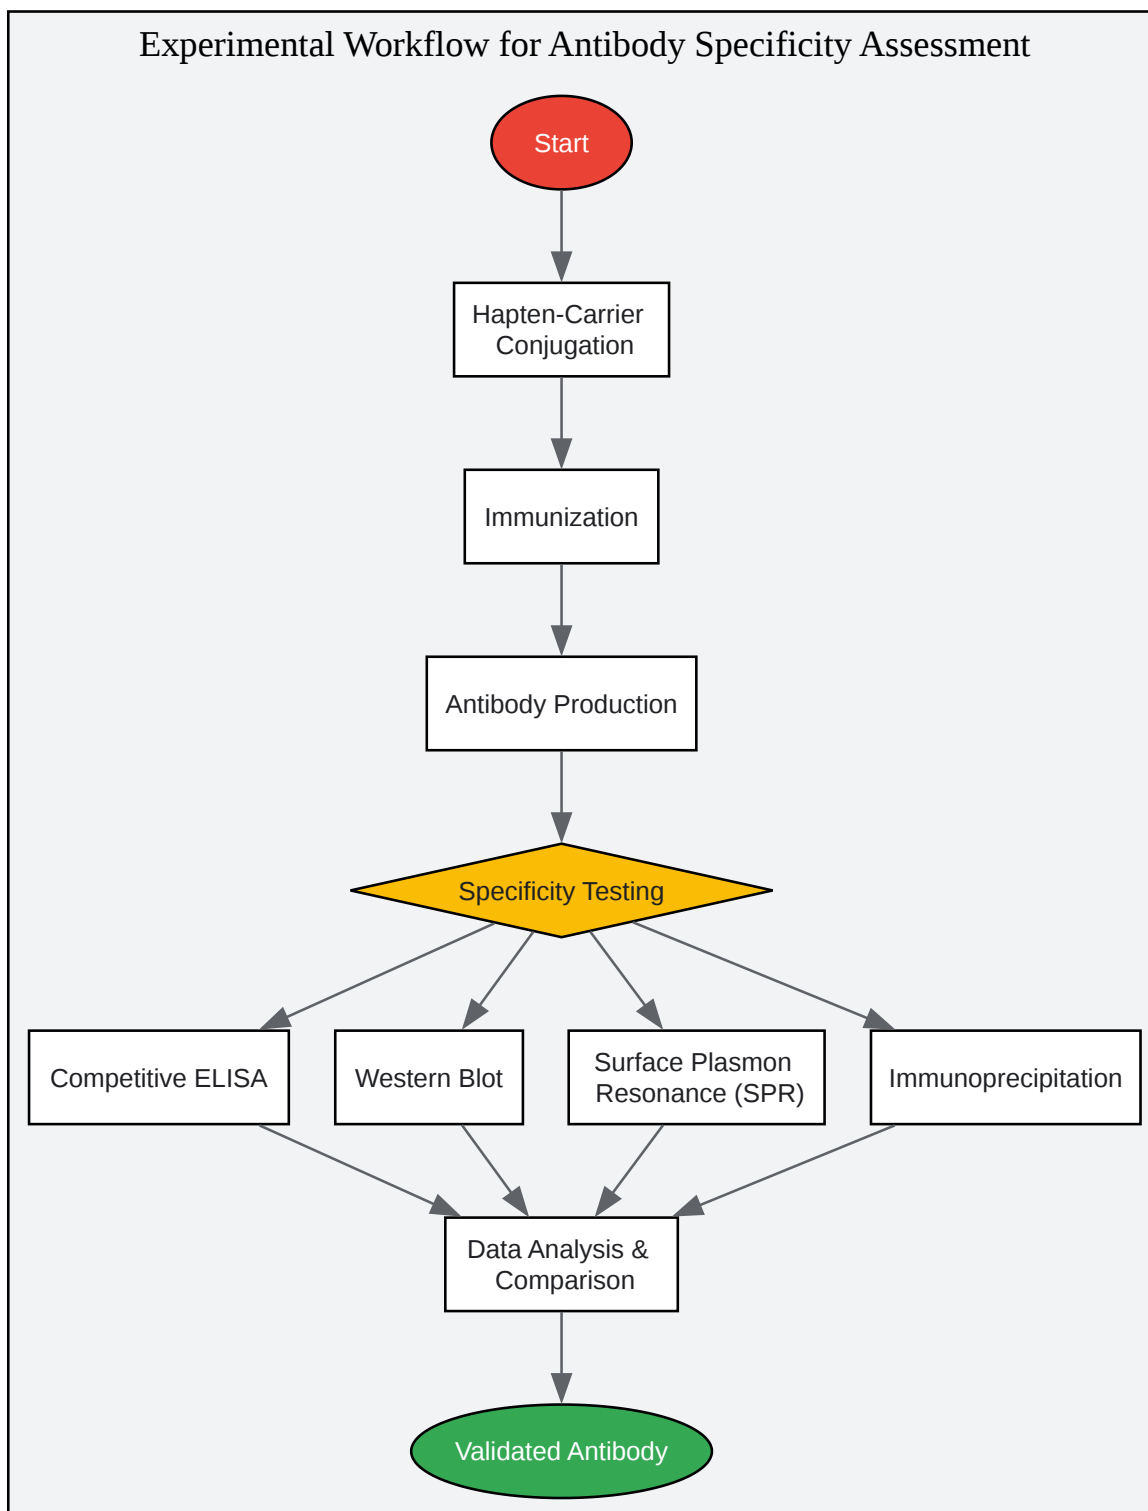 Experimental Workflow for Antibody Specificity Assessment
Start
Hapten-Carrier
Conjugation
Immunization
Antibody Production
Specificity Testing
Competitive ELISA
Western Blot
Surface Plasmon
Resonance (SPR)
Immunoprecipitation
Data Analysis &
Comparison
Validated Antibody